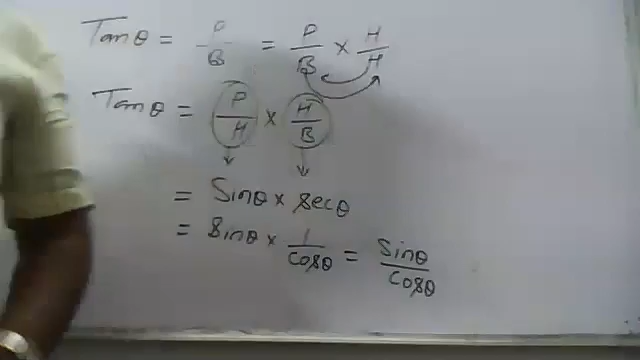 Tanθ = P/B = P/B × H/H
Tanθ = P/H × H/B
= Sinθ × Secθ
= Sinθ × 1/Cosθ = Sinθ/Cosθ